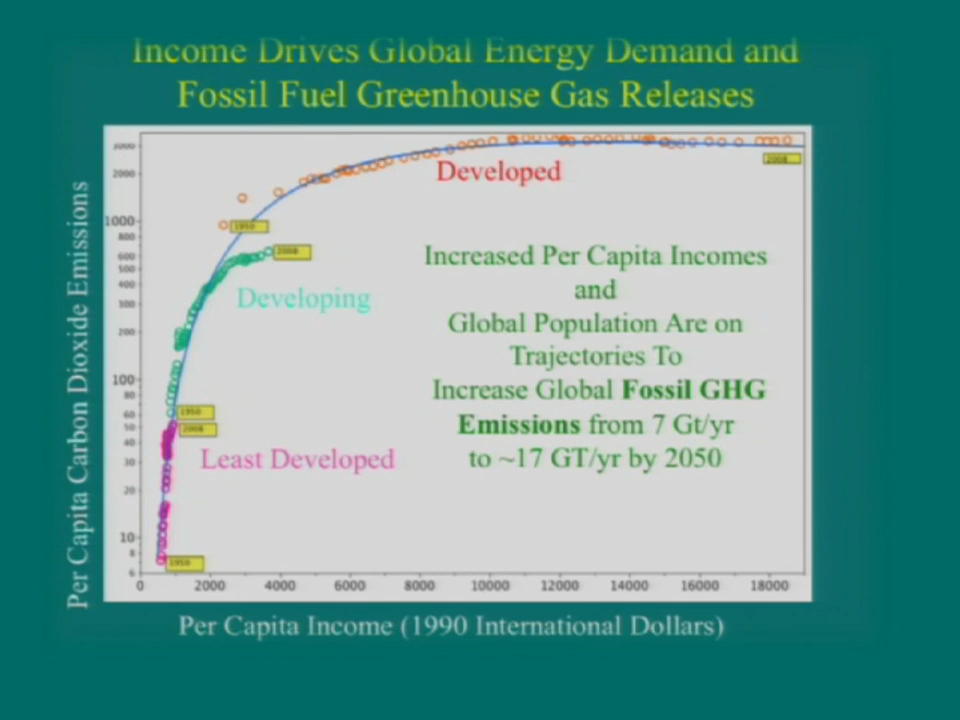 Income Drives Global Energy Demand and
Fossil Fuel Greenhouse Gas Releases
Per Capita Carbon Dioxide Emissions
3000
2000
1000
800
600
500
400
300
200
100
80
60
50
40
30
20
10
8
6
2008
Developed
1950
2008
Developing
1950
2008
Least Developed
1950
Increased Per Capita Incomes
and
Global Population Are on
Trajectories To
Increase Global Fossil GHG
Emissions from 7 Gt/yr
to ~17 GT/yr by 2050
0 2000 4000 6000 8000 10000 12000 14000 16000 18000
Per Capita Income (1990 International Dollars)